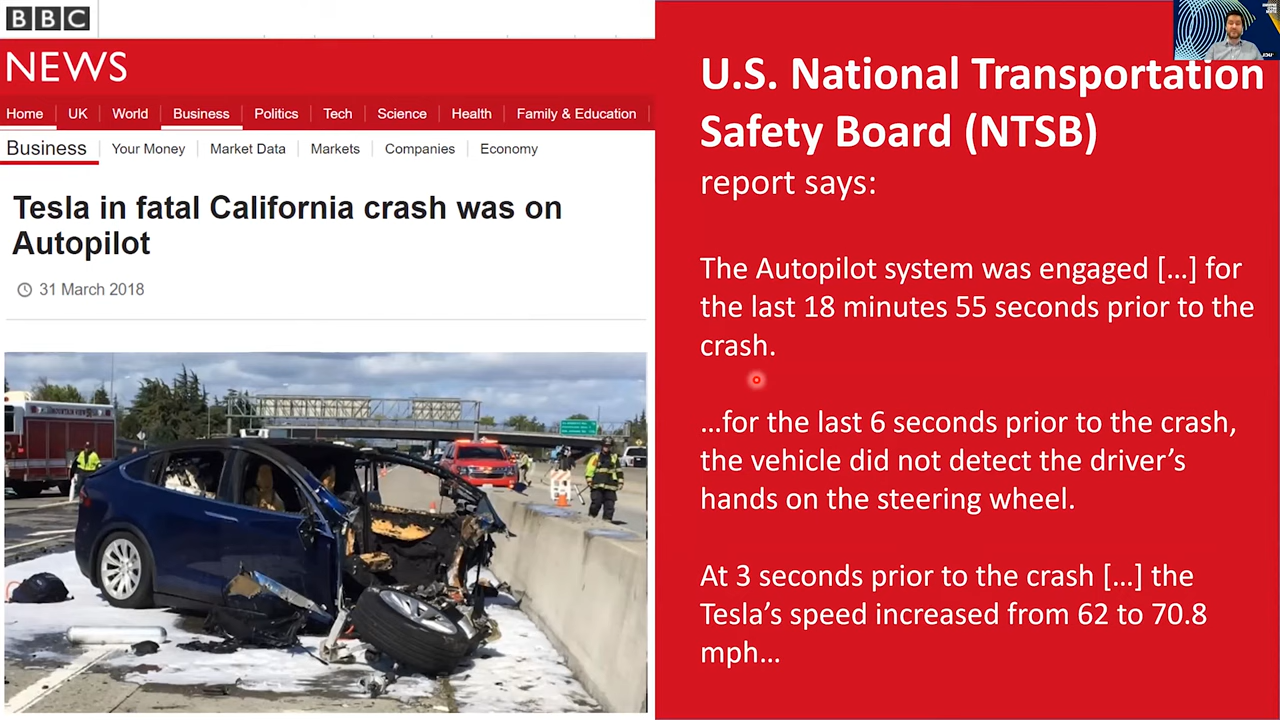 BBC
NEWS
Home UK World Business Politics Tech Science Health Family & Education
Business Your Money Market Data Markets Companies Economy
Tesla in fatal California crash was on
Autopilot
31 March 2018
U.S. National Transportation
Safety Board (NTSB)
report says:
The Autopilot system was engaged […] for
the last 18 minutes 55 seconds prior to the
crash.
…for the last 6 seconds prior to the crash,
the vehicle did not detect the driver’s
hands on the steering wheel.
At 3 seconds prior to the crash […] the
Tesla’s speed increased from 62 to 70.8
mph…